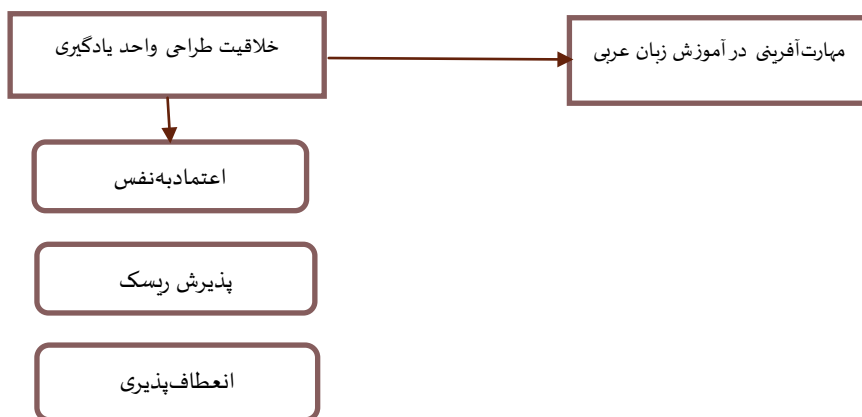 مهارت‌آفرینی در آموزش زبان عربی
خلاقیت طراحی واحد یادگیری
اعتمادبه‌نفس
پذیرش ریسک
انعطاف‌پذیری